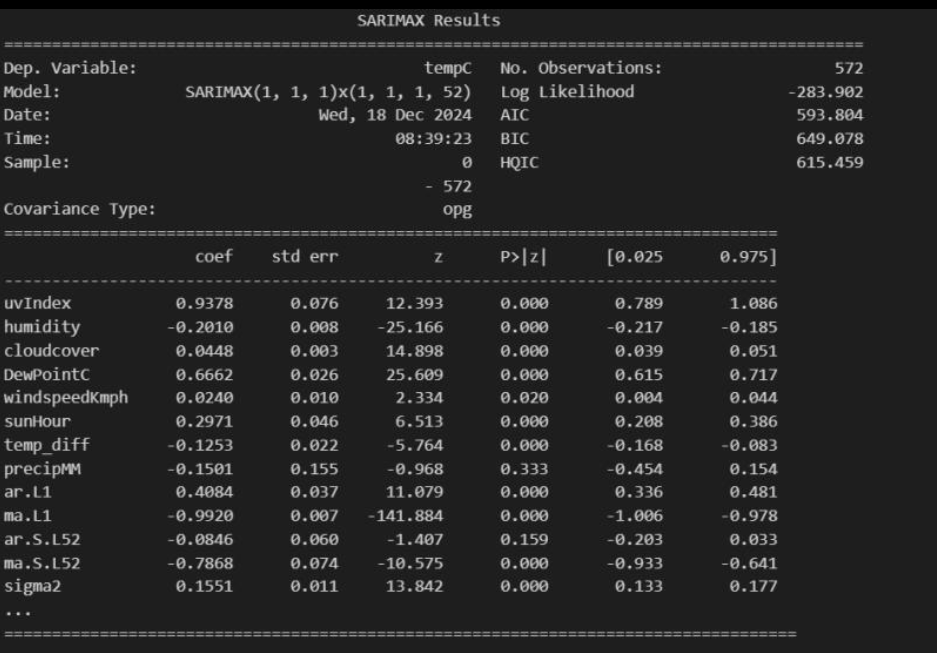 SARIMAX Results
==========================================================================================
Dep. Variable: tempC No. Observations: 572
Model: SARIMAX(1, 1, 1)x(1, 1, 1, 52) Log Likelihood -283.902
Date: Wed, 18 Dec 2024 AIC 593.804
Time: 08:39:23 BIC 649.078
Sample: 0 HQIC 615.459
- 572
Covariance Type: opg
=================================================================================
coef std err z P>|z| [0.025 0.975]
---------------------------------------------------------------------------------
uvIndex 0.9378 0.076 12.393 0.000 0.789 1.086
humidity -0.2010 0.008 -25.166 0.000 -0.217 -0.185
cloudcover 0.0448 0.003 14.898 0.000 0.039 0.051
DewPointC 0.6662 0.026 25.609 0.000 0.615 0.717
windspeedKmph 0.0240 0.010 2.334 0.020 0.004 0.044
sunHour 0.2971 0.046 6.513 0.000 0.208 0.386
temp_diff -0.1253 0.022 -5.764 0.000 -0.168 -0.083
precipMM -0.1501 0.155 -0.968 0.333 -0.454 0.154
ar.L1 0.4084 0.037 11.079 0.000 0.336 0.481
ma.L1 -0.9920 0.007 -141.884 0.000 -1.006 -0.978
ar.S.L52 -0.0846 0.060 -1.407 0.159 -0.203 0.033
ma.S.L52 -0.7868 0.074 -10.575 0.000 -0.933 -0.641
sigma2 0.1551 0.011 13.842 0.000 0.133 0.177
...
===================================================================================